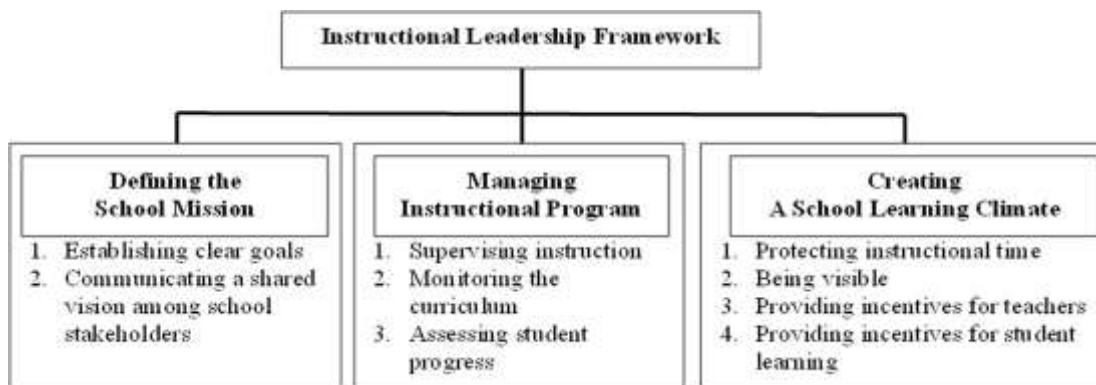 Instructional Leadership Framework
Defining the
School Mission
1. Establishing clear goals
2. Communicating a shared
vision among school
stakeholders
Managing
Instructional Program
1. Supervising instruction
2. Monitoring the
curriculum
3. Assessing student
progress
Creating
A School Learning Climate
1. Protecting instructional time
2. Being visible
3. Providing incentives for teachers
4. Providing incentives for student
learning